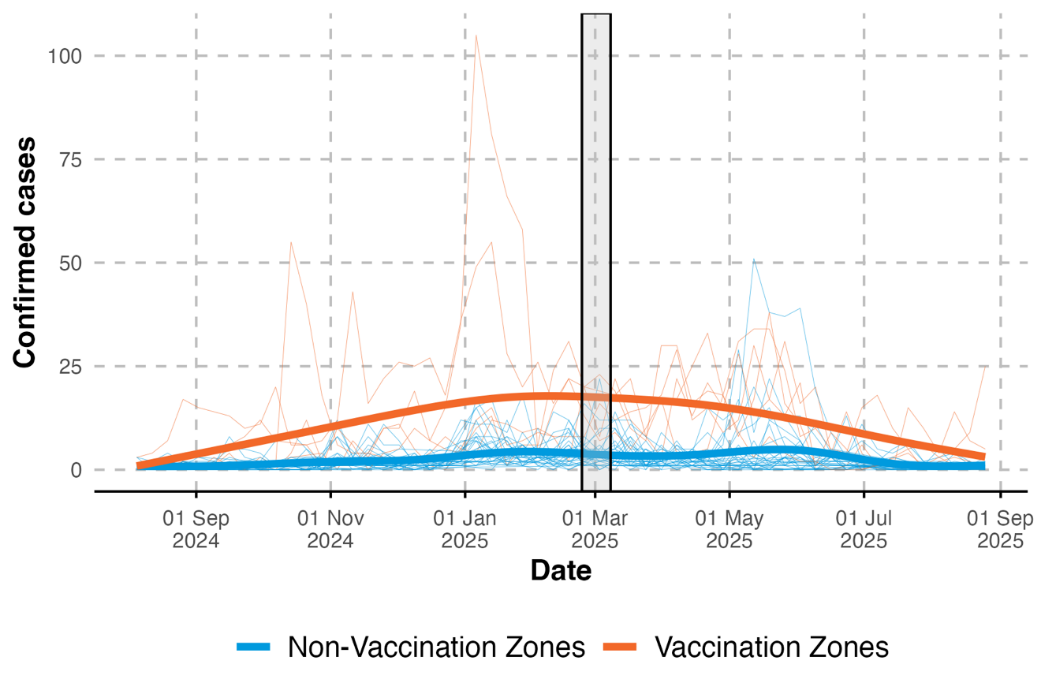 Confirmed cases
100
75
50
25
0
01 Sep 01 Nov 01 Jan 01 Mar 01 May 01 Jul 01 Sep
2024 2024 2025 2025 2025 2025 2025
Date
Non-Vaccination Zones Vaccination Zones